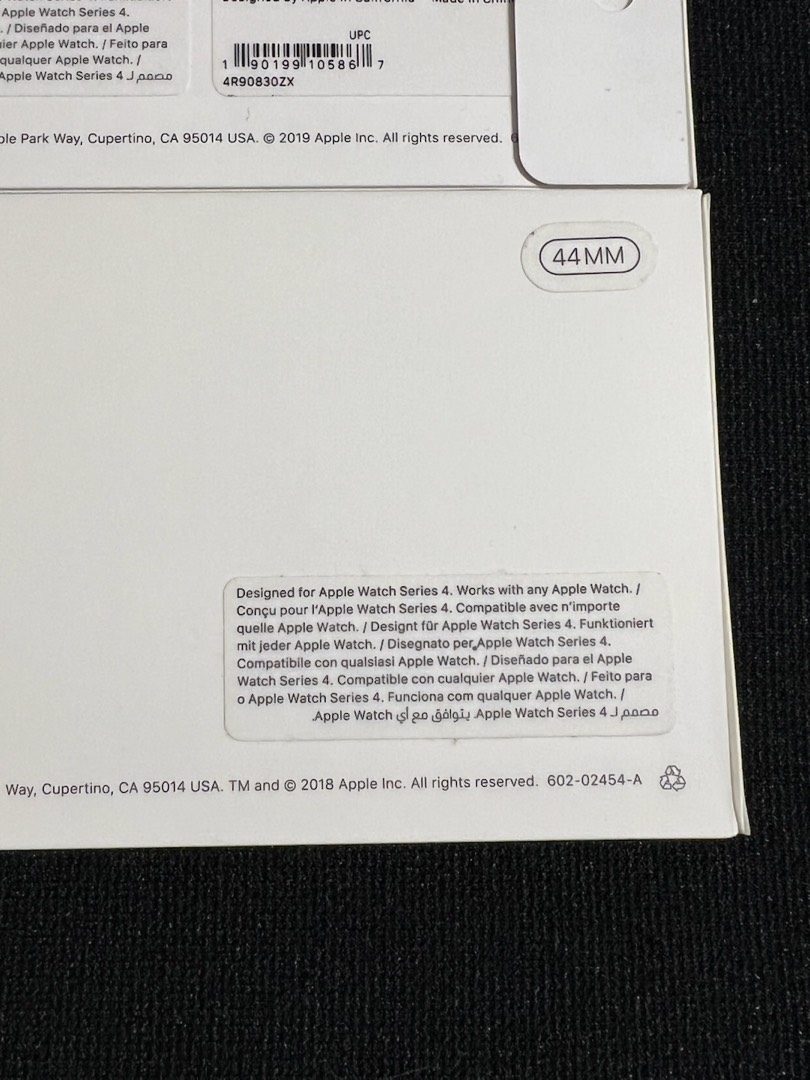 Apple Watch Series 4.
. / Diseñado para el Apple
ier Apple Watch. / Feito para
qualquer Apple Watch. /
Apple Watch Series 4 مصمم لـ
UPC
1 90199 10586 7
4R90830ZX
ple Park Way, Cupertino, CA 95014 USA. © 2019 Apple Inc. All rights reserved.
44MM
Designed for Apple Watch Series 4. Works with any Apple Watch. /
Conçu pour l'Apple Watch Series 4. Compatible avec n'importe
quelle Apple Watch. / Designt für Apple Watch Series 4. Funktioniert
mit jeder Apple Watch. / Disegnato per Apple Watch Series 4.
Compatibile con qualsiasi Apple Watch. / Diseñado para el Apple
Watch Series 4. Compatible con cualquier Apple Watch. / Feito para
o Apple Watch Series 4. Funciona com qualquer Apple Watch. /
مصمم لـ Apple Watch Series 4. يتوافق مع أي Apple Watch.
Way, Cupertino, CA 95014 USA. TM and © 2018 Apple Inc. All rights reserved. 602-02454-A